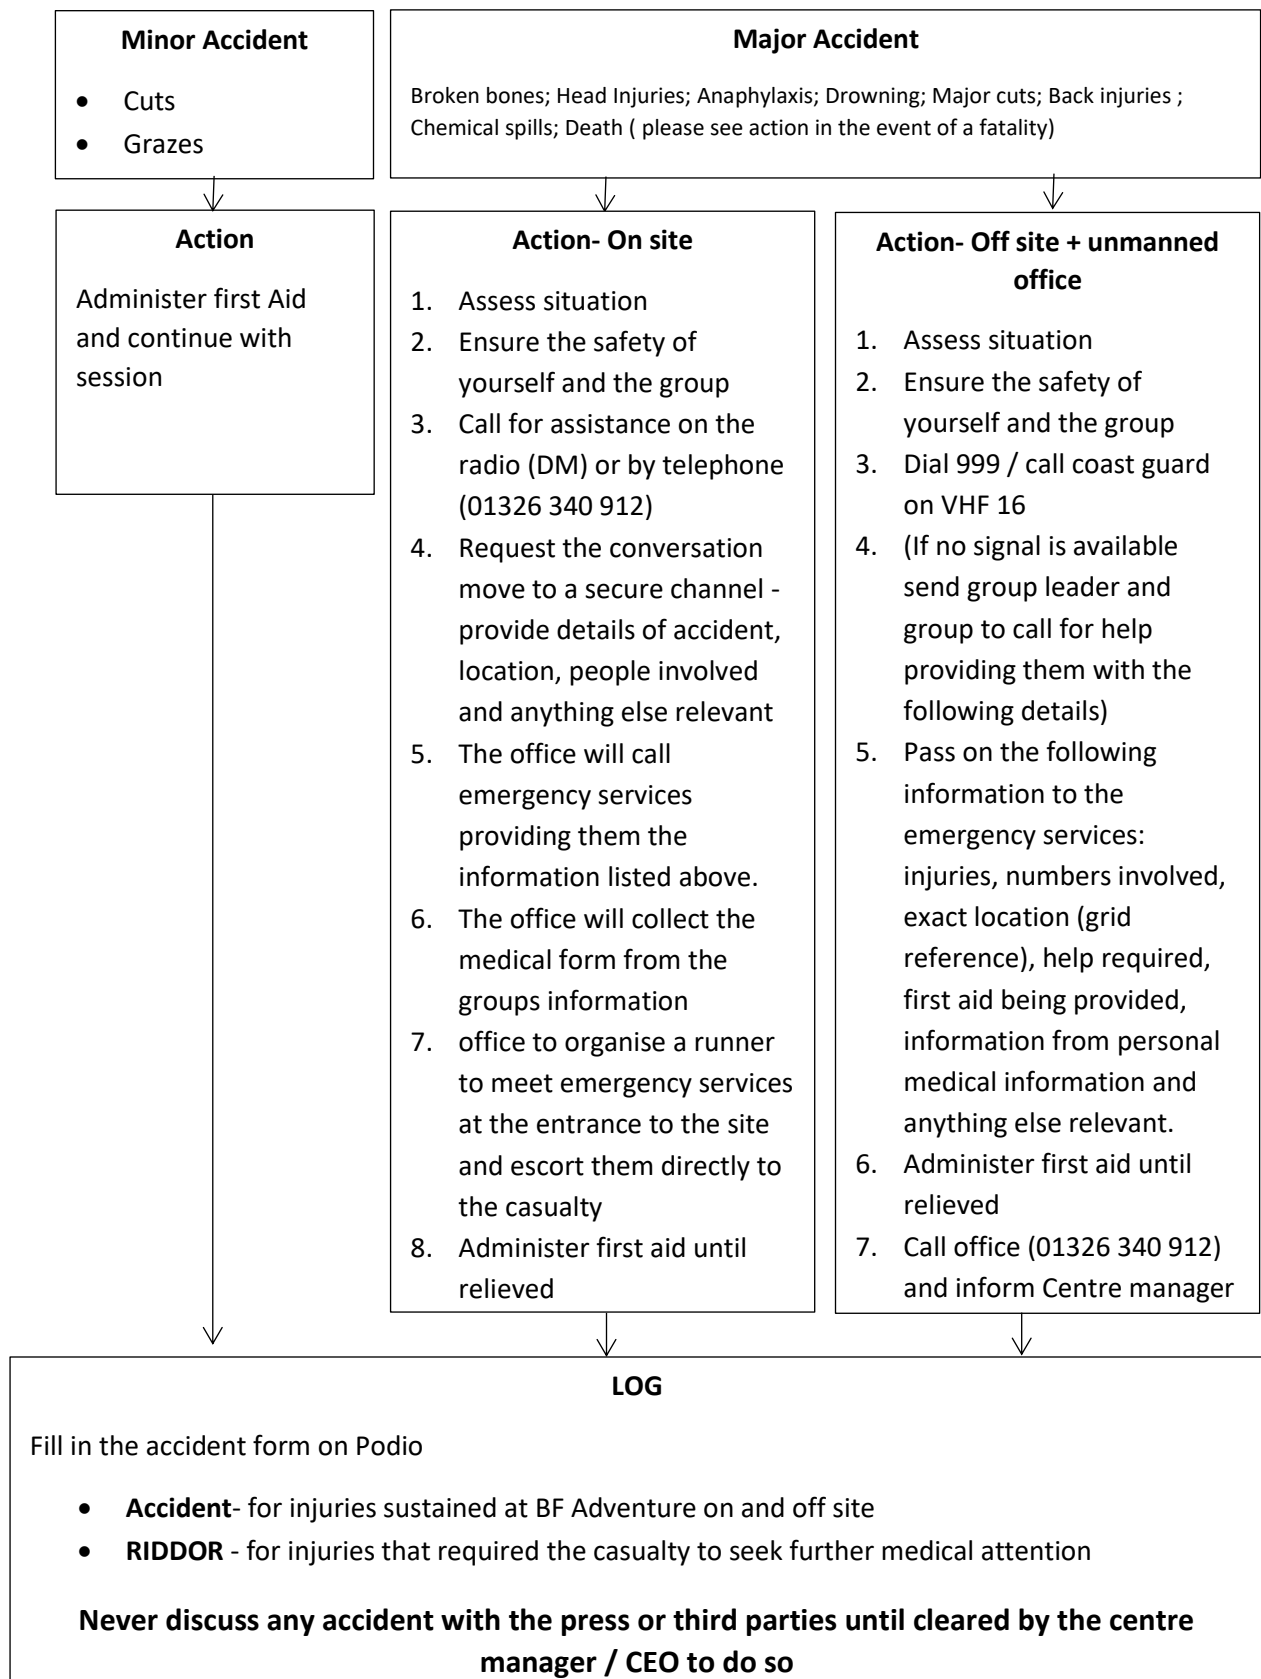 Minor Accident
• Cuts
• Grazes
Major Accident
Broken bones; Head Injuries; Anaphylaxis; Drowning; Major cuts; Back injuries ;
Chemical spills; Death ( please see action in the event of a fatality)
Action
Administer first Aid
and continue with
session
Action- On site
1. Assess situation
2. Ensure the safety of
yourself and the group
3. Call for assistance on the
radio (DM) or by telephone
(01326 340 912)
4. Request the conversation
move to a secure channel -
provide details of accident,
location, people involved
and anything else relevant
5. The office will call
emergency services
providing them the
information listed above.
6. The office will collect the
medical form from the
groups information
7. office to organise a runner
to meet emergency services
at the entrance to the site
and escort them directly to
the casualty
8. Administer first aid until
relieved
Action- Off site + unmanned
office
1. Assess situation
2. Ensure the safety of
yourself and the group
3. Dial 999 / call coast guard
on VHF 16
4. (If no signal is available
send group leader and
group to call for help
providing them with the
following details)
5. Pass on the following
information to the
emergency services:
injuries, numbers involved,
exact location (grid
reference), help required,
first aid being provided,
information from personal
medical information and
anything else relevant.
6. Administer first aid until
relieved
7. Call office (01326 340 912)
and inform Centre manager
LOG
Fill in the accident form on Podio
• Accident- for injuries sustained at BF Adventure on and off site
• RIDDOR - for injuries that required the casualty to seek further medical attention
Never discuss any accident with the press or third parties until cleared by the centre
manager / CEO to do so